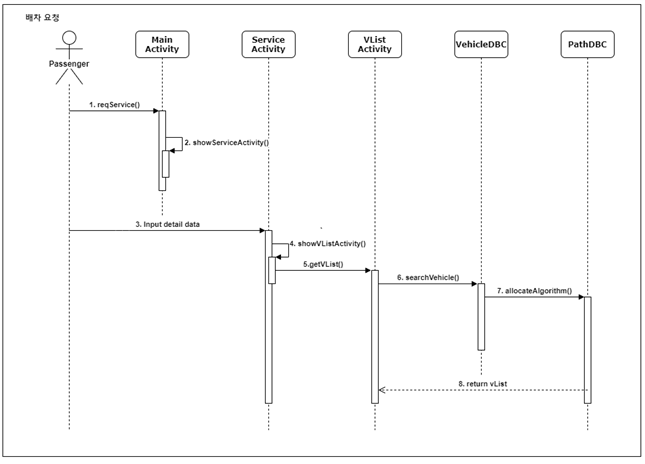 배차 요청
Passenger
Main
Activity
Service
Activity
VList
Activity
VehicleDBC
PathDBC
1. reqService()
2. showServiceActivity()
3. Input detail data
4. showVListActivity()
5.getVList()
6. searchVehicle()
7. allocateAlgorithm()
8. return vList